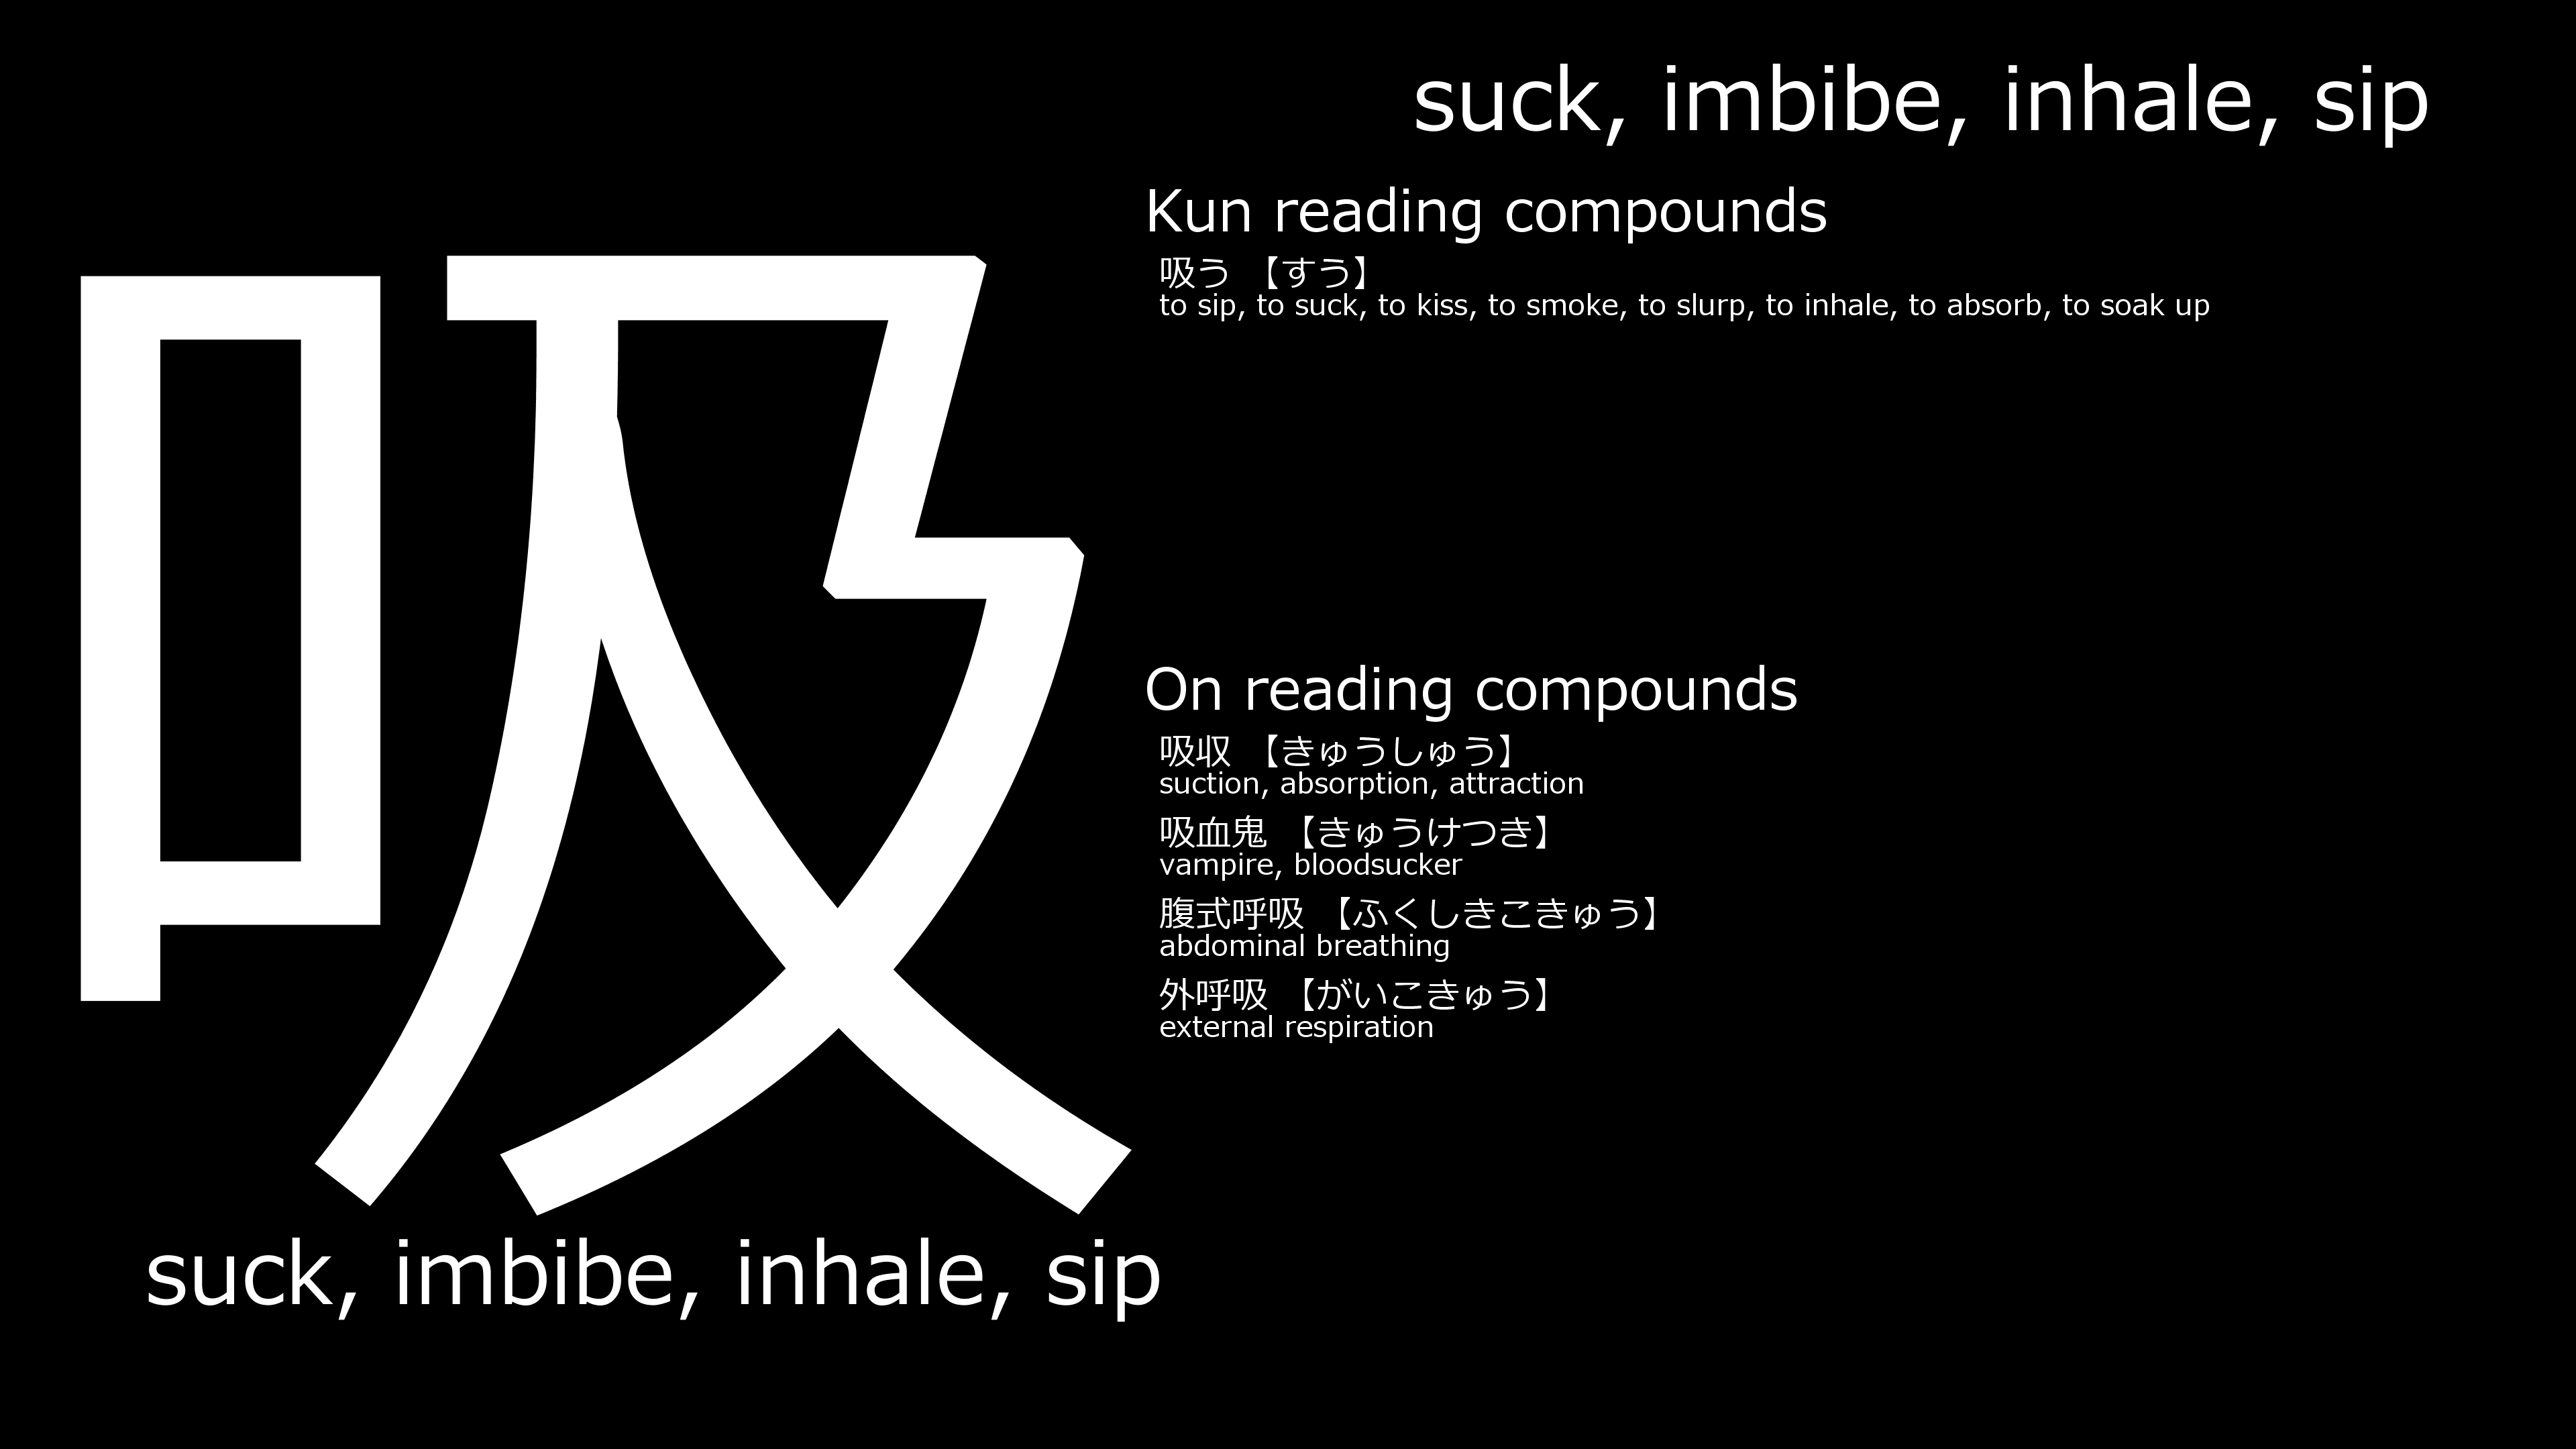 suck, imbibe, inhale, sip
吸
suck, imbibe, inhale, sip
Kun reading compounds
吸う 【すう】
to sip, to suck, to kiss, to smoke, to slurp, to inhale, to absorb, to soak up
On reading compounds
吸収 【きゅうしゅう】
suction, absorption, attraction
吸血鬼 【きゅうけつき】
vampire, bloodsucker
腹式呼吸 【ふくしきこきゅう】
abdominal breathing
外呼吸 【がいこきゅう】
external respiration